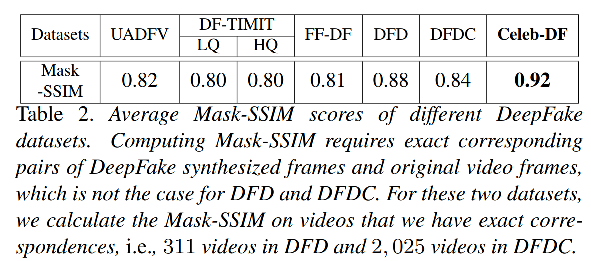 Datasets UADFV DF-TIMIT FF-DF DFD DFDC Celeb-DF
LQ HQ
Mask
-SSIM 0.82 0.80 0.80 0.81 0.88 0.84 0.92
Table 2. Average Mask-SSIM scores of different DeepFake
datasets. Computing Mask-SSIM requires exact corresponding
pairs of DeepFake synthesized frames and original video frames,
which is not the case for DFD and DFDC. For these two datasets,
we calculate the Mask-SSIM on videos that we have exact corre-
spondences, i.e., 311 videos in DFD and 2, 025 videos in DFDC.